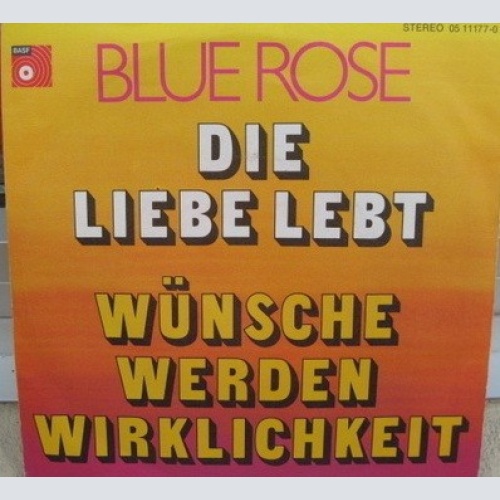 STEREO 05 11177-0
BASF
BLUE ROSE
DIE
LIEBE LEBT
WÜNSCHE
WERDEN
WIRKLICHKEIT